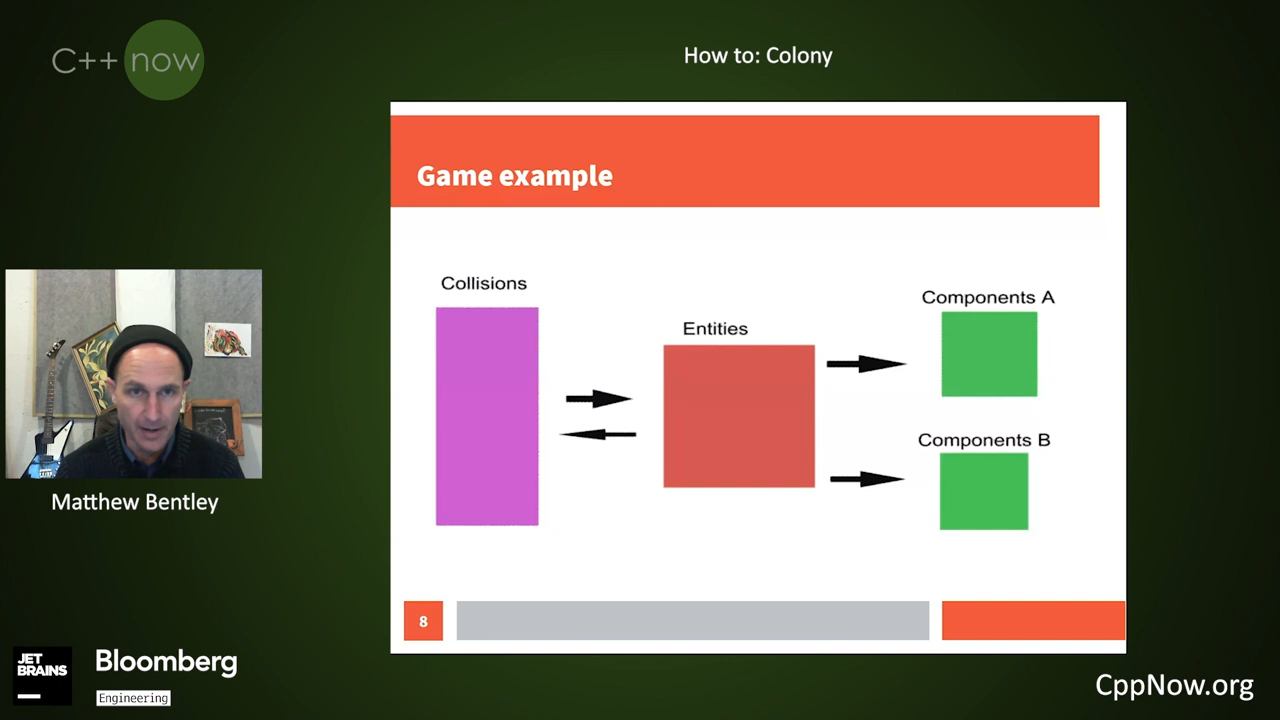 C++ now
How to: Colony
Game example
Collisions
Entities
Components A
Components B
8
Matthew Bentley
JET
BRAINS
Bloomberg
Engineering
CppNow.org